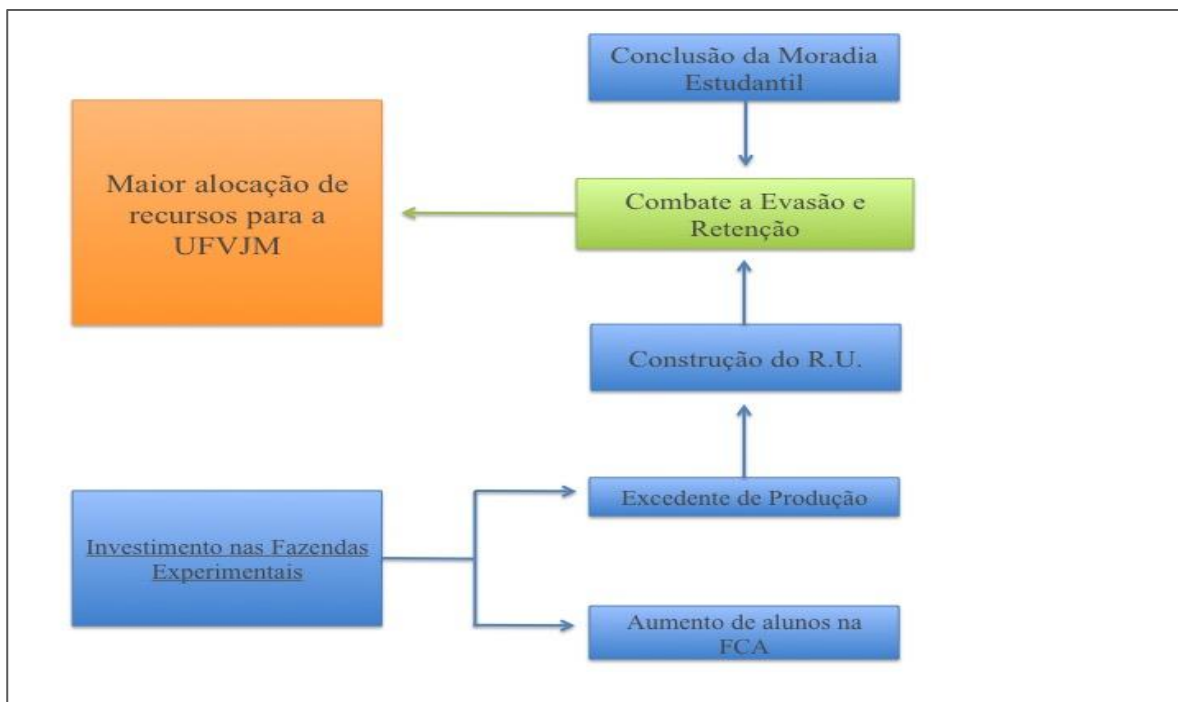 Conclusão da Moradia
Estudantil
Maior alocação de
recursos para a
UFVJM
Combate a Evasão e
Retenção
Construção do R.U.
Excedente de Produção
Investimento nas Fazendas
Experimentais
Aumento de alunos na
FCA